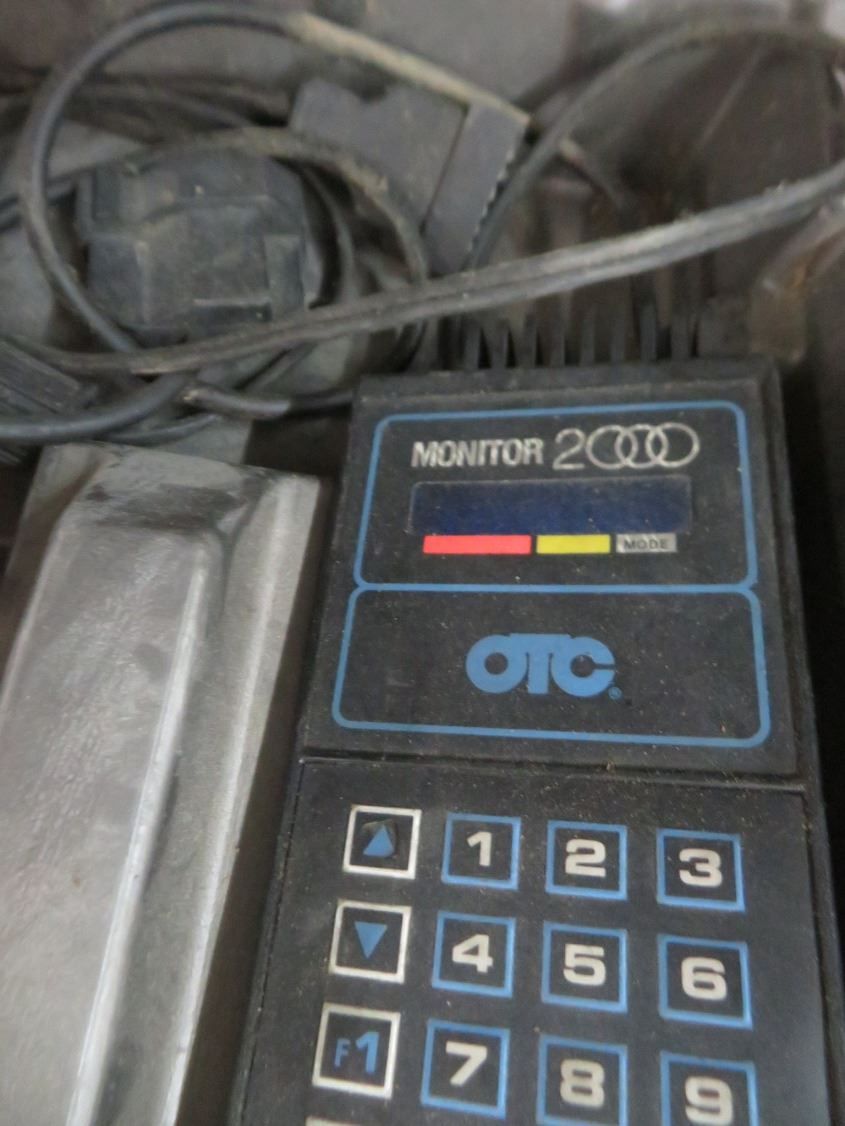 MONITOR 2000
MODE
OTC®
1 2 3
4 5 6
F1 7 8 9